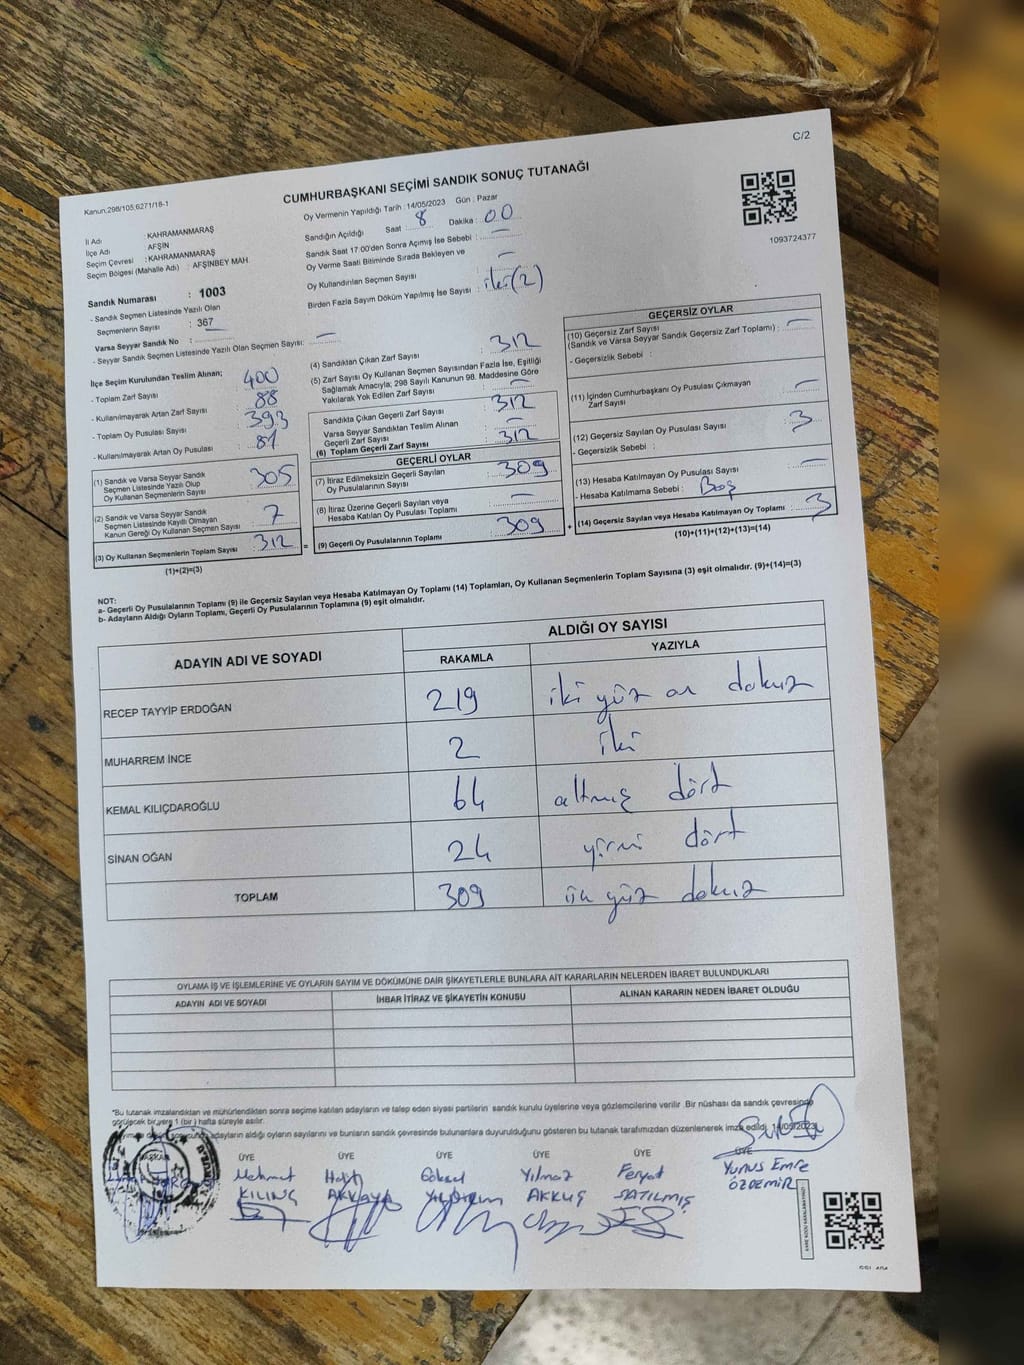 C/2
Kanun:298/105,6271/18-1
CUMHURBAŞKANI SEÇİMİ SANDIK SONUÇ TUTANAĞI
İl Adı : KAHRAMANMARAŞ
İlçe Adı : AFŞİN
Seçim Çevresi : KAHRAMANMARAŞ
Seçim Bölgesi (Mahalle Adı) : AFŞİNBEY MAH.
Oy Vermenin Yapıldığı Tarih : 14/05/2023 Gün : Pazar
Sandığın Açıldığı Saat : 8 Dakika : 00
Sandık Saat 17:00'den Sonra Açımış İse Sebebi : —
Oy Verme Saati Bitiminde Sırada Bekleyen ve
Oy Kullandırılan Seçmen Sayısı : —
Birden Fazla Sayım Döküm Yapılmış İse Sayısı : iki (2)
1093724377
Sandık Numarası : 1003
- Sandık Seçmen Listesinde Yazılı Olan
Seçmenlerin Sayısı : 367
Varsa Seyyar Sandık No :
- Seyyar Sandık Seçmen Listesinde Yazılı Olan Seçmen Sayısı: —
İlçe Seçim Kurulundan Teslim Alınan;
- Toplam Zarf Sayısı : 400
- Kullanılmayarak Artan Zarf Sayısı : 88
- Toplam Oy Pusulası Sayısı : 393
- Kullanılmayarak Artan Oy Pusulası : 81
(1) Sandık ve Varsa Seyyar Sandık
Seçmen Listesinde Yazılı Olup
Oy Kullanan Seçmenlerin Sayısı : 305
(2) Sandık ve Varsa Seyyar Sandık
Seçmen Listesinde Kayıtlı Olmayan
Kanun Gereği Oy Kullanan Seçmen Sayısı : 7
(3) Oy Kullanan Seçmenlerin Toplam Sayısı : 312
(1)+(2)=(3)
(4) Sandıktan Çıkan Zarf Sayısı : 312
(5) Zarf Sayısı Oy Kullanan Seçmen Sayısından Fazla İse, Eşitliği
Sağlamak Amacıyla; 298 Sayılı Kanunun 98. Maddesine Göre
Yakılarak Yok Edilen Zarf Sayısı : —
Sandıkta Çıkan Geçerli Zarf Sayısı : 312
Varsa Seyyar Sandıktan Teslim Alınan
Geçerli Zarf Sayısı : —
(6) Toplam Geçerli Zarf Sayısı : 312
GEÇERLİ OYLAR
(7) İtiraz Edilmeksizin Geçerli Sayılan
Oy Pusulalarının Sayısı : 309
(8) İtiraz Üzerine Geçerli Sayılan veya
Hesaba Katılan Oy Pusulası Toplamı : —
= (9) Geçerli Oy Pusulalarının Toplamı : 309 +
GEÇERSİZ OYLAR
(10) Geçersiz Zarf Sayısı
(Sandık ve Varsa Seyyar Sandık Geçersiz Zarf Toplamı) : —
- Geçersizlik Sebebi :
(11) İçinden Cumhurbaşkanı Oy Pusulası Çıkmayan
Zarf Sayısı : —
(12) Geçersiz Sayılan Oy Pusulası Sayısı : 3
- Geçersizlik Sebebi :
(13) Hesaba Katılmayan Oy Pusulası Sayısı : —
- Hesaba Katılmama Sebebi : Boş
(14) Geçersiz Sayılan veya Hesaba Katılmayan Oy Toplamı : 3
(10)+(11)+(12)+(13)=(14)
NOT:
a- Geçerli Oy Pusulalarının Toplamı (9) ile Geçersiz Sayılan veya Hesaba Katılmayan Oy Toplamı (14) Toplamları, Oy Kullanan Seçmenlerin Toplam Sayısına (3) eşit olmalıdır. (9)+(14)=(3)
b- Adayların Aldığı Oyların Toplamı, Geçerli Oy Pusulalarının Toplamına (9) eşit olmalıdır.
ADAYIN ADI VE SOYADI ALDIĞI OY SAYISI
RAKAMLA YAZIYLA
RECEP TAYYİP ERDOĞAN 219 iki yüz on dokuz
MUHARREM İNCE 2 iki
KEMAL KILIÇDAROĞLU 64 altmış dört
SİNAN OĞAN 24 yirmi dört
TOPLAM 309 üç yüz dokuz
OYLAMA İŞ VE İŞLEMLERİNE VE OYLARIN SAYIM VE DÖKÜMÜNE DAİR ŞİKAYETLERLE BUNLARA AİT KARARLARIN NELERDEN İBARET BULUNDUKLARI
ADAYIN ADI VE SOYADI İHBAR İTİRAZ VE ŞİKAYETİN KONUSU ALINAN KARARIN NEDEN İBARET OLDUĞU
*Bu tutanak imzalandıktan ve mühürlendikten sonra seçime katılan adayların ve talep eden siyasi partilerin sandık kurulu üyelerine veya gözlemcilerine verilir .Bir nüshası da sandık çevresinde
görülecek bir yere 1 (bir ) hafta süreyle asılır.
adayların aldığı oyların sayılarını ve bunların sandık çevresinde bulunanlara duyurulduğunu gösteren bu tutanak tarafımızdan düzenlenerek imza edildi. 14/05/2023
BAŞKAN ÜYE ÜYE ÜYE ÜYE ÜYE ÜYE
Mehmet KILINÇ
Halit AKKAYA
Göksel YILDIRIM
Yılmaz AKKUŞ
Feryat SATILMIŞ
Yunus Emre ÖZDEMİR